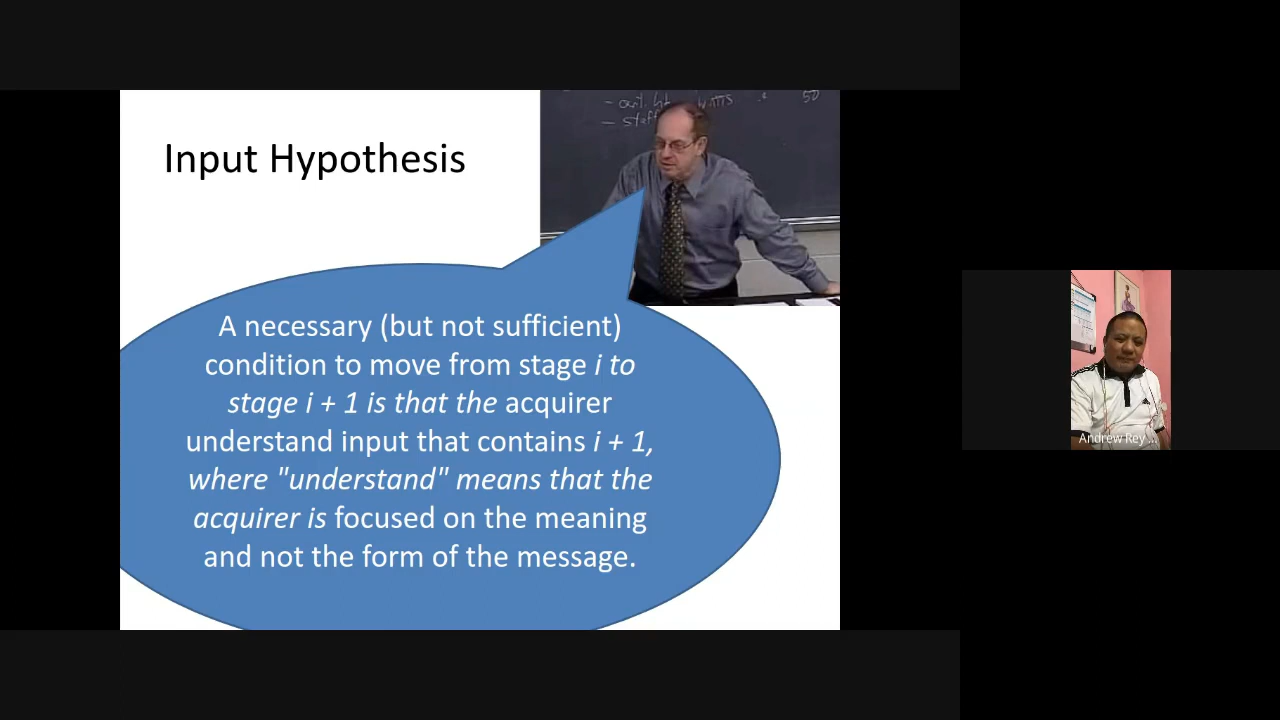 Input Hypothesis
50
A necessary (but not sufficient)
condition to move from stage i to
stage i + 1 is that the acquirer
understand input that contains i + 1,
where "understand" means that the
acquirer is focused on the meaning
and not the form of the message.
Andrew Rey ...